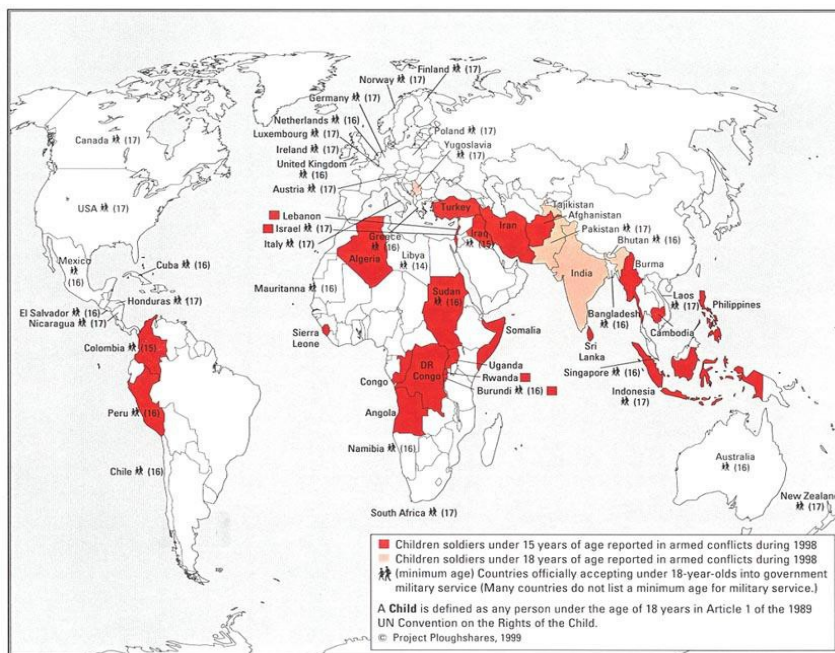 Finland (17)
Norway (17)
Germany (17)
Netherlands (16)
Luxembourg (17)
Ireland (17)
United Kingdom
(16)
Austria (17)
Poland (17)
Yugoslavia
(17)
Canada (17)
USA (17)
Mexico
(16)
Cuba (16)
Honduras (17)
El Salvador (16)
Nicaragua (17)
Colombia (15)
Peru (16)
Chile (16)
Lebanon
Israel (17)
Italy (17)
Greece
(16)
Turkey
Algeria
Libya
(14)
Mauritanna (16)
Sierra
Leone
Sudan
(16)
Somalia
Uganda
Rwanda
Burundi (16)
DR
Congo
Congo
Angola
Namibia (16)
South Africa (17)
Iraq
(15)
Iran
Tajikistan
Afghanistan
Pakistan (17)
Bhutan (16)
India
Burma
Bangladesh
(16)
Laos
(17)
Philippines
Cambodia
Sri
Lanka
Singapore (16)
Indonesia
(17)
Australia
(16)
New Zealand
(17)
Children soldiers under 15 years of age reported in armed conflicts during 1998
Children soldiers under 18 years of age reported in armed conflicts during 1998
(minimum age) Countries officially accepting under 18-year-olds into government
military service (Many countries do not list a minimum age for military service.)
A Child is defined as any person under the age of 18 years in Article 1 of the 1989
UN Convention on the Rights of the Child.
© Project Ploughshares, 1999